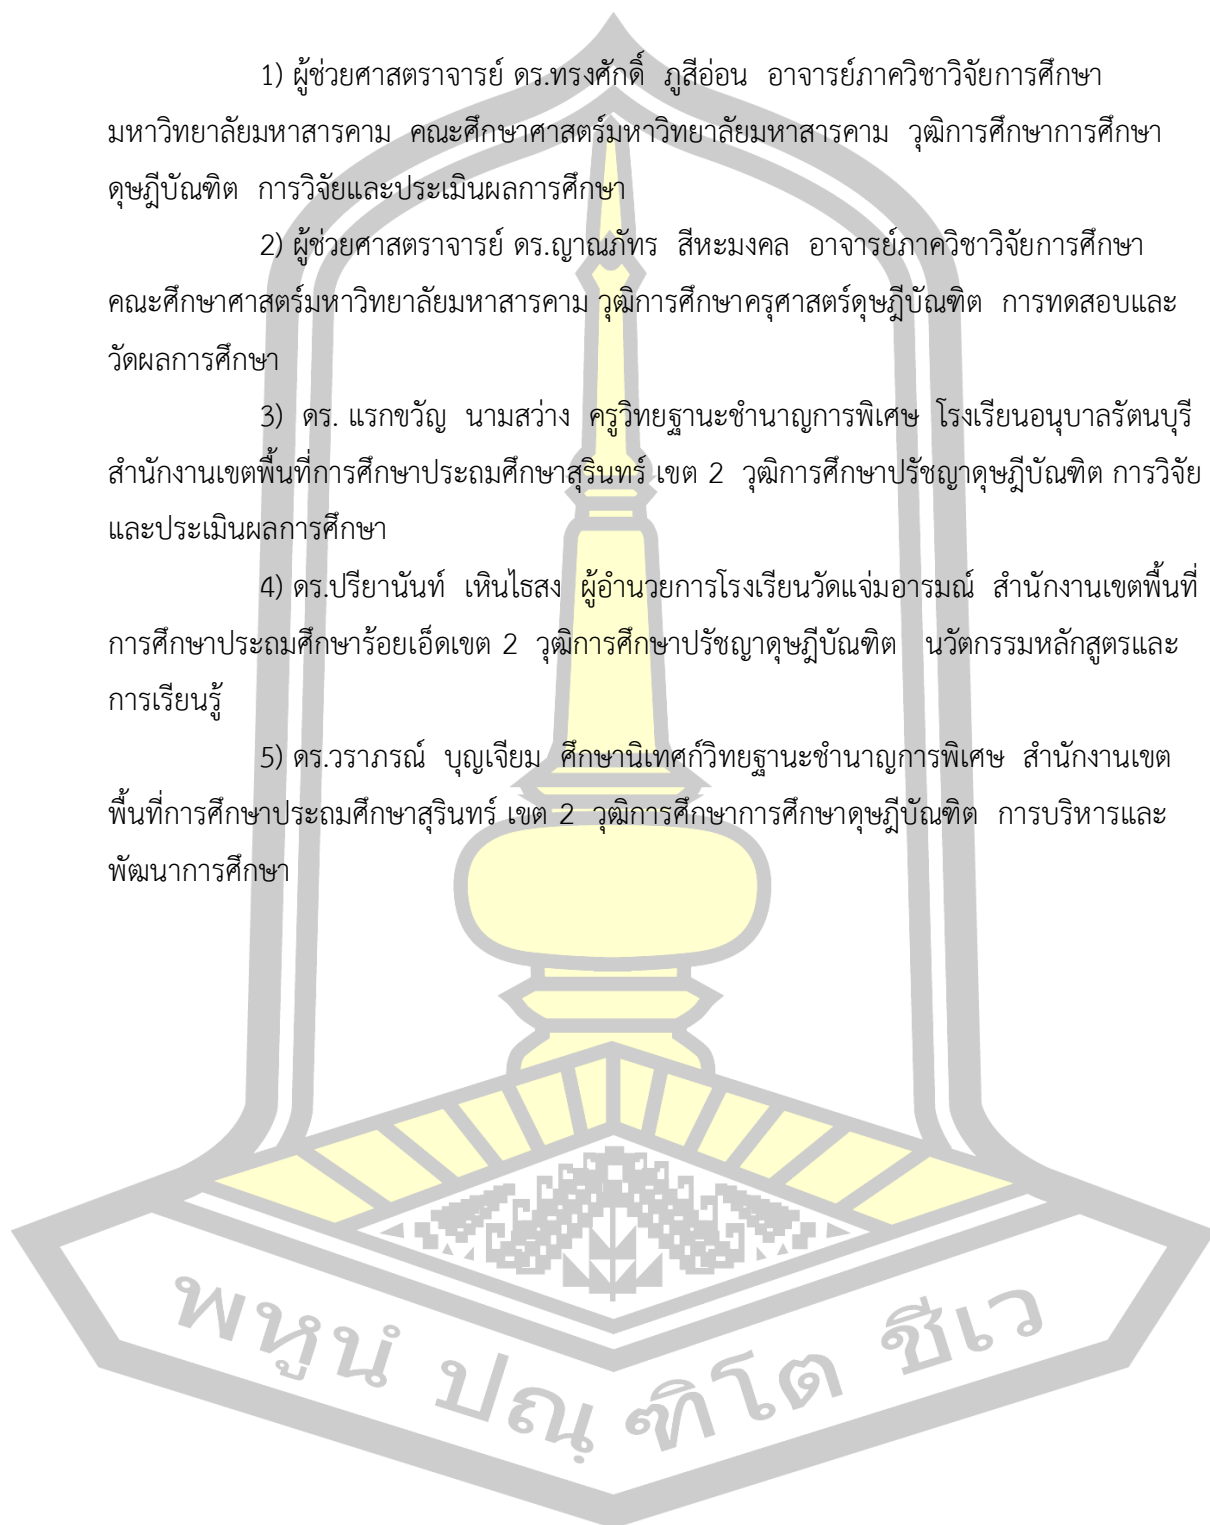 1) ผู้ช่วยศาสตราจารย์ ดร.ทรงศักดิ์ ภูสีอ่อน อาจารย์ภาควิชาวิจัยการศึกษา
มหาวิทยาลัยมหาสารคาม คณะศึกษาศาสตร์มหาวิทยาลัยมหาสารคาม วุฒิการศึกษาการศึกษา
ดุษฎีบัณฑิต การวิจัยและประเมินผลการศึกษา
2) ผู้ช่วยศาสตราจารย์ ดร.ญาณภัทร สีหะมงคล อาจารย์ภาควิชาวิจัยการศึกษา
คณะศึกษาศาสตร์มหาวิทยาลัยมหาสารคาม วุฒิการศึกษาครุศาสตร์ดุษฎีบัณฑิต การทดสอบและ
วัดผลการศึกษา
3) ดร. แรกขวัญ นามสว่าง ครูวิทยฐานะชำนาญการพิเศษ โรงเรียนอนุบาลรัตนบุรี
สำนักงานเขตพื้นที่การศึกษาประถมศึกษาสุรินทร์ เขต 2 วุฒิการศึกษาปรัชญาดุษฎีบัณฑิต การวิจัย
และประเมินผลการศึกษา
4) ดร.ปรียานันท์ เหินไธสง ผู้อำนวยการโรงเรียนวัดแจ่มอารมณ์ สำนักงานเขตพื้นที่
การศึกษาประถมศึกษาร้อยเอ็ดเขต 2 วุฒิการศึกษาปรัชญาดุษฎีบัณฑิต นวัตกรรมหลักสูตรและ
การเรียนรู้
5) ดร.วราภรณ์ บุญเจียม ศึกษานิเทศก์วิทยฐานะชำนาญการพิเศษ สำนักงานเขต
พื้นที่การศึกษาประถมศึกษาสุรินทร์ เขต 2 วุฒิการศึกษาการศึกษาดุษฎีบัณฑิต การบริหารและ
พัฒนาการศึกษา
พหูนํ ปณฺฑิโต ชีเว